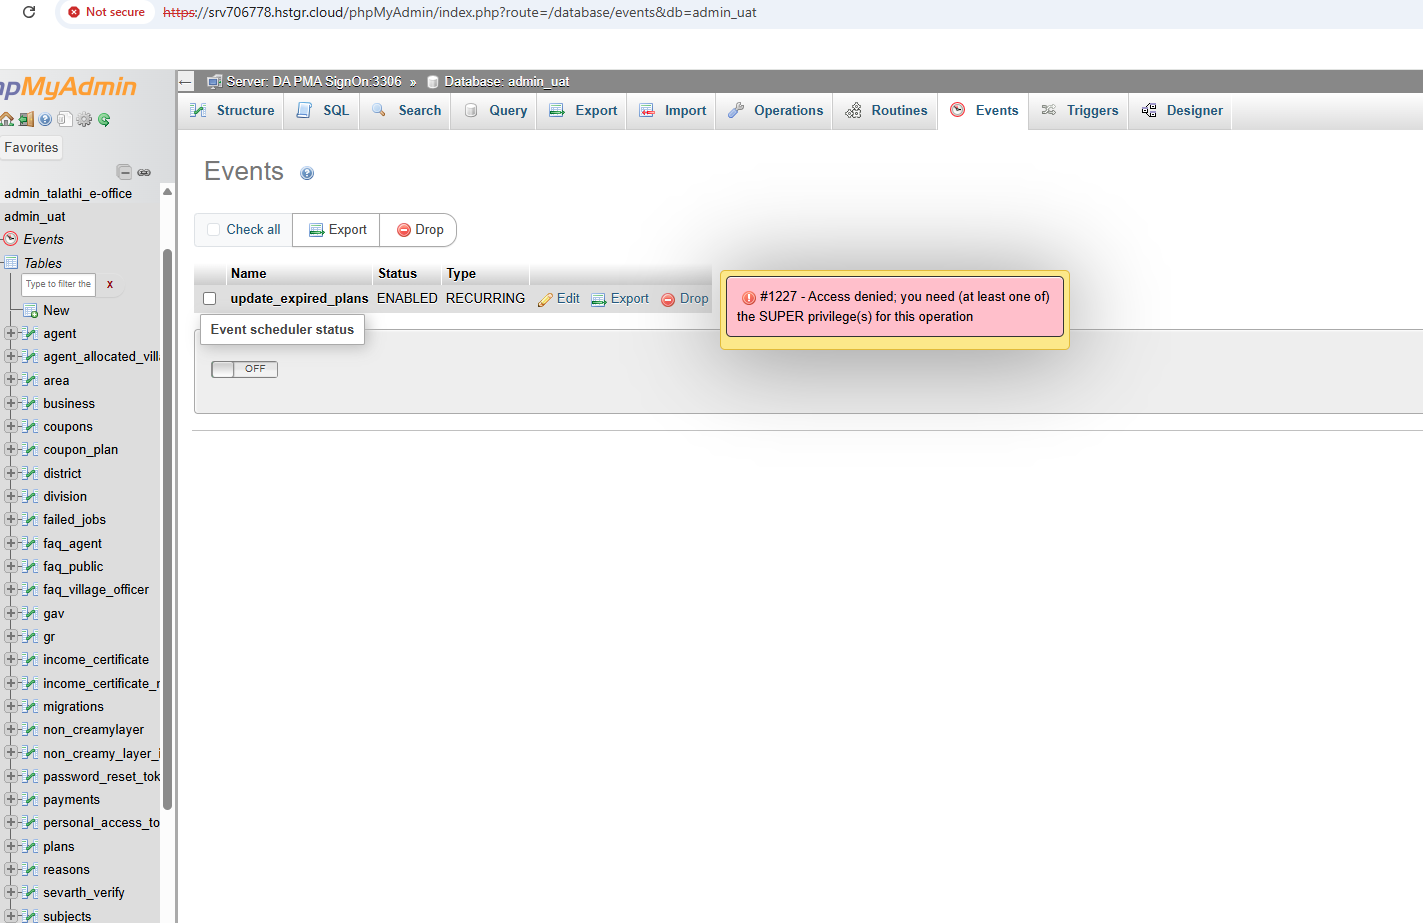 Not secure
https://srv706778.hstgr.cloud/phpMyAdmin/index.php?route=/database/events&db=admin_uat
hpMyAdmin
Favorites
Server: DA PMA SignOn:3306 » Database: admin_uat
Structure SQL Search Query Export Import Operations Routines Events Triggers Designer
admin_talathi_e-office
admin_uat
Events
Tables
Type to filter the X
New
agent
agent_allocated_vill
area
business
coupons
coupon_plan
district
division
failed_jobs
faq_agent
faq_public
faq_village_officer
gav
gr
income_certificate
income_certificate_r
migrations
non_creamylayer
non_creamy_layer_i
password_reset_tok
payments
personal_access_to
plans
reasons
sevarth_verify
subjects
Events
Check all Export Drop
Name Status Type
update_expired_plans ENABLED RECURRING Edit Export Drop
Event scheduler status
OFF
#1227 - Access denied; you need (at least one of)
the SUPER privilege(s) for this operation